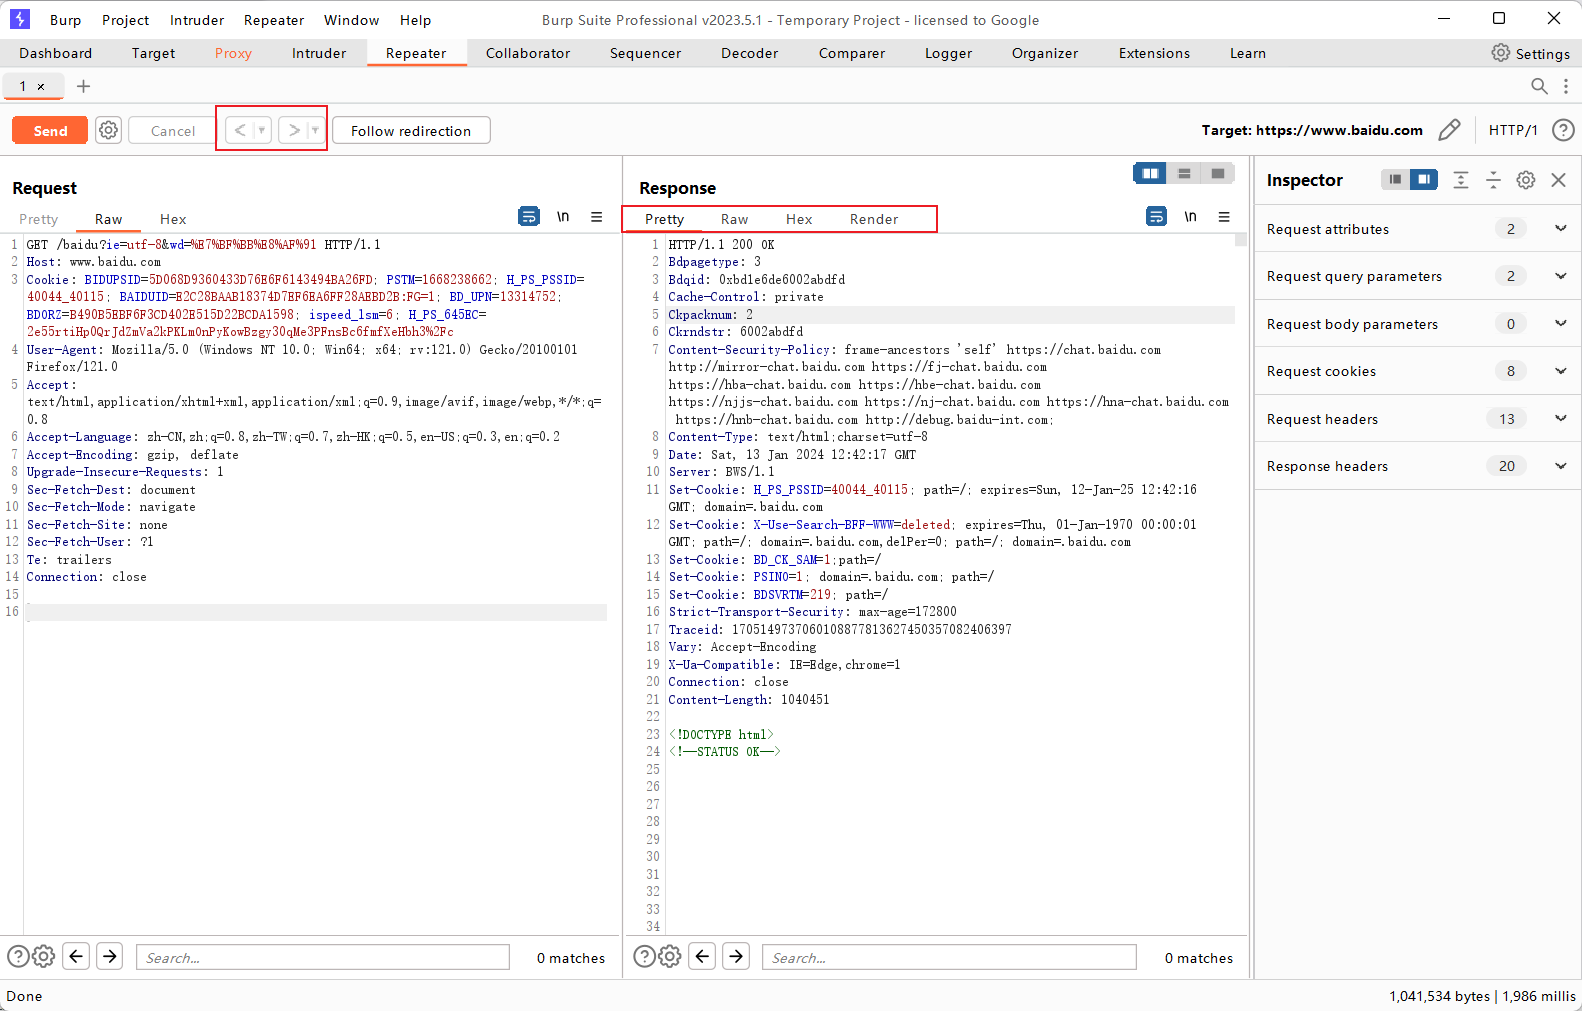 Burp Project Intruder Repeater Window Help Burp Suite Professional v2023.5.1 - Temporary Project - licensed to Google
Dashboard Target Proxy Intruder Repeater Collaborator Sequencer Decoder Comparer Logger Organizer Extensions Learn Settings
1 × +
Send Cancel < > Follow redirection Target: https://www.baidu.com HTTP/1 ?
Request
Pretty Raw Hex \n
1 GET /baidu?ie=utf-8&wd=%E7%BF%BB%E8%AF%91 HTTP/1.1
2 Host: www.baidu.com
3 Cookie: BIDUPSID=5D068D9360433D76E6F6143494BA26FD; PSTM=1668238662; H_PS_PSSID=
40044_40115; BAIDUID=E2C28BAAB18374D7EF6EA6FF28AEBD2B:FG=1; BD_UPN=13314752;
BDORZ=B490B5EBF6F3CD402E515D22BCDA1598; ispeed_lsm=6; H_PS_645EC=
2e55rtiHp0QrJdZmVa2kPKLm0nPyKowBzgy30qMe3PFnsBc6fmfXeHbh3%2Fc
4 User-Agent: Mozilla/5.0 (Windows NT 10.0; Win64; x64; rv:121.0) Gecko/20100101
Firefox/121.0
5 Accept:
text/html,application/xhtml+xml,application/xml;q=0.9,image/avif,image/webp,*/*;q=
0.8
6 Accept-Language: zh-CN,zh;q=0.8,zh-TW;q=0.7,zh-HK;q=0.5,en-US;q=0.3,en;q=0.2
7 Accept-Encoding: gzip, deflate
8 Upgrade-Insecure-Requests: 1
9 Sec-Fetch-Dest: document
10 Sec-Fetch-Mode: navigate
11 Sec-Fetch-Site: none
12 Sec-Fetch-User: ?1
13 Te: trailers
14 Connection: close
15
16
? Search... 0 matches
Response
Pretty Raw Hex Render \n
1 HTTP/1.1 200 OK
2 Bdpagetype: 3
3 Bdqid: 0xbd1e6de6002abdfd
4 Cache-Control: private
5 Ckpacknum: 2
6 Ckrndstr: 6002abdfd
7 Content-Security-Policy: frame-ancestors 'self' https://chat.baidu.com
http://mirror-chat.baidu.com https://fj-chat.baidu.com
https://hba-chat.baidu.com https://hbe-chat.baidu.com
https://njjs-chat.baidu.com https://nj-chat.baidu.com https://hna-chat.baidu.com
https://hnb-chat.baidu.com http://debug.baidu-int.com;
8 Content-Type: text/html;charset=utf-8
9 Date: Sat, 13 Jan 2024 12:42:17 GMT
10 Server: BWS/1.1
11 Set-Cookie: H_PS_PSSID=40044_40115; path=/; expires=Sun, 12-Jan-25 12:42:16
GMT; domain=.baidu.com
12 Set-Cookie: X-Use-Search-BFF-WWW=deleted; expires=Thu, 01-Jan-1970 00:00:01
GMT; path=/; domain=.baidu.com,delPer=0; path=/; domain=.baidu.com
13 Set-Cookie: BD_CK_SAM=1;path=/
14 Set-Cookie: PSINO=1; domain=.baidu.com; path=/
15 Set-Cookie: BDSVRTM=219; path=/
16 Strict-Transport-Security: max-age=172800
17 Traceid: 1705149737060108877813627450357082406397
18 Vary: Accept-Encoding
19 X-Ua-Compatible: IE=Edge,chrome=1
20 Connection: close
21 Content-Length: 1040451
22
23 <!DOCTYPE html>
24 <!--STATUS OK-->
25
26
27
28
29
30
31
32
33
34
? Search... 0 matches
Inspector
Request attributes 2
Request query parameters 2
Request body parameters 0
Request cookies 8
Request headers 13
Response headers 20
Done 1,041,534 bytes | 1,986 millis